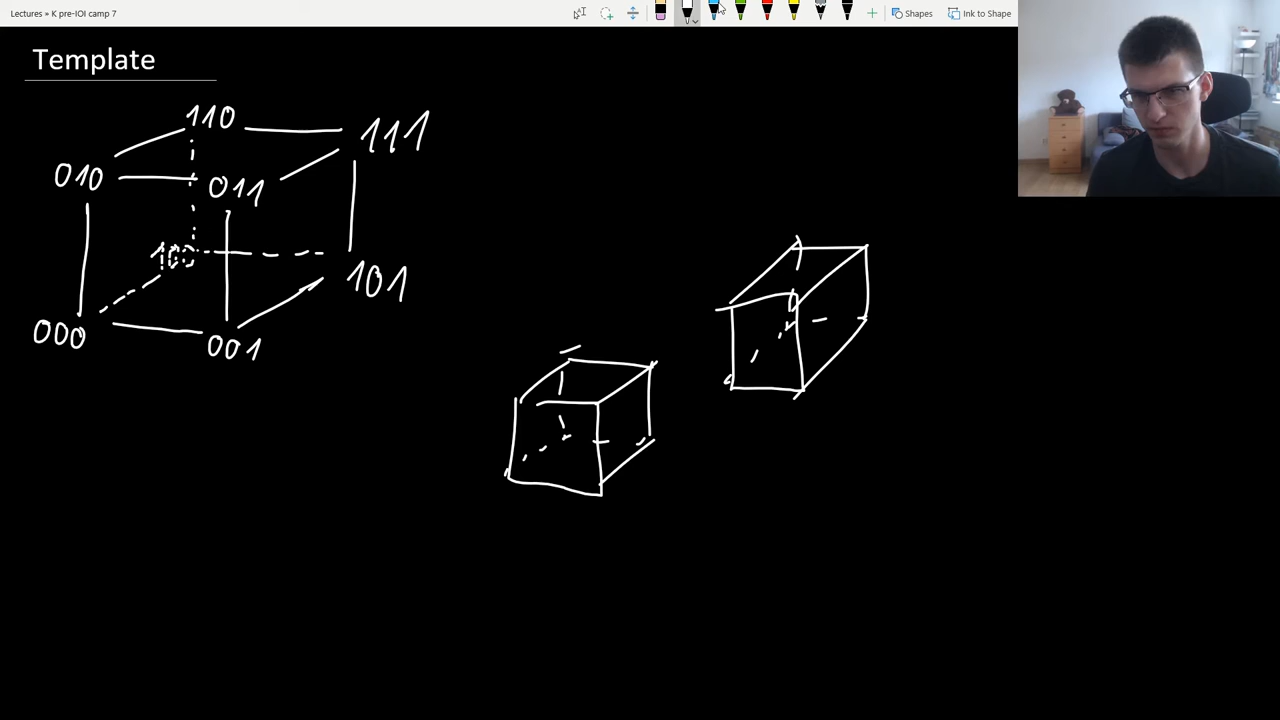 Lectures » K pre-IOI camp 7
Shapes
Ink to Shape
Template
110
111
010
011
100
101
000
001